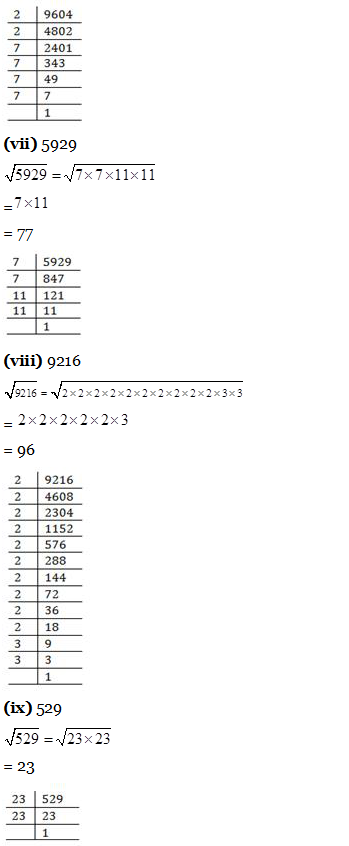 2 | 9604
2 | 4802
7 | 2401
7 | 343
7 | 49
7 | 7
| 1
(vii) 5929
√5929 = √7×7×11×11
= 7×11
= 77
7 | 5929
7 | 847
11 | 121
11 | 11
| 1
(viii) 9216
√9216 = √2×2×2×2×2×2×2×2×2×2×3×3
= 2×2×2×2×2×3
= 96
2 | 9216
2 | 4608
2 | 2304
2 | 1152
2 | 576
2 | 288
2 | 144
2 | 72
2 | 36
2 | 18
3 | 9
3 | 3
| 1
(ix) 529
√529 = √23×23
= 23
23 | 529
23 | 23
| 1